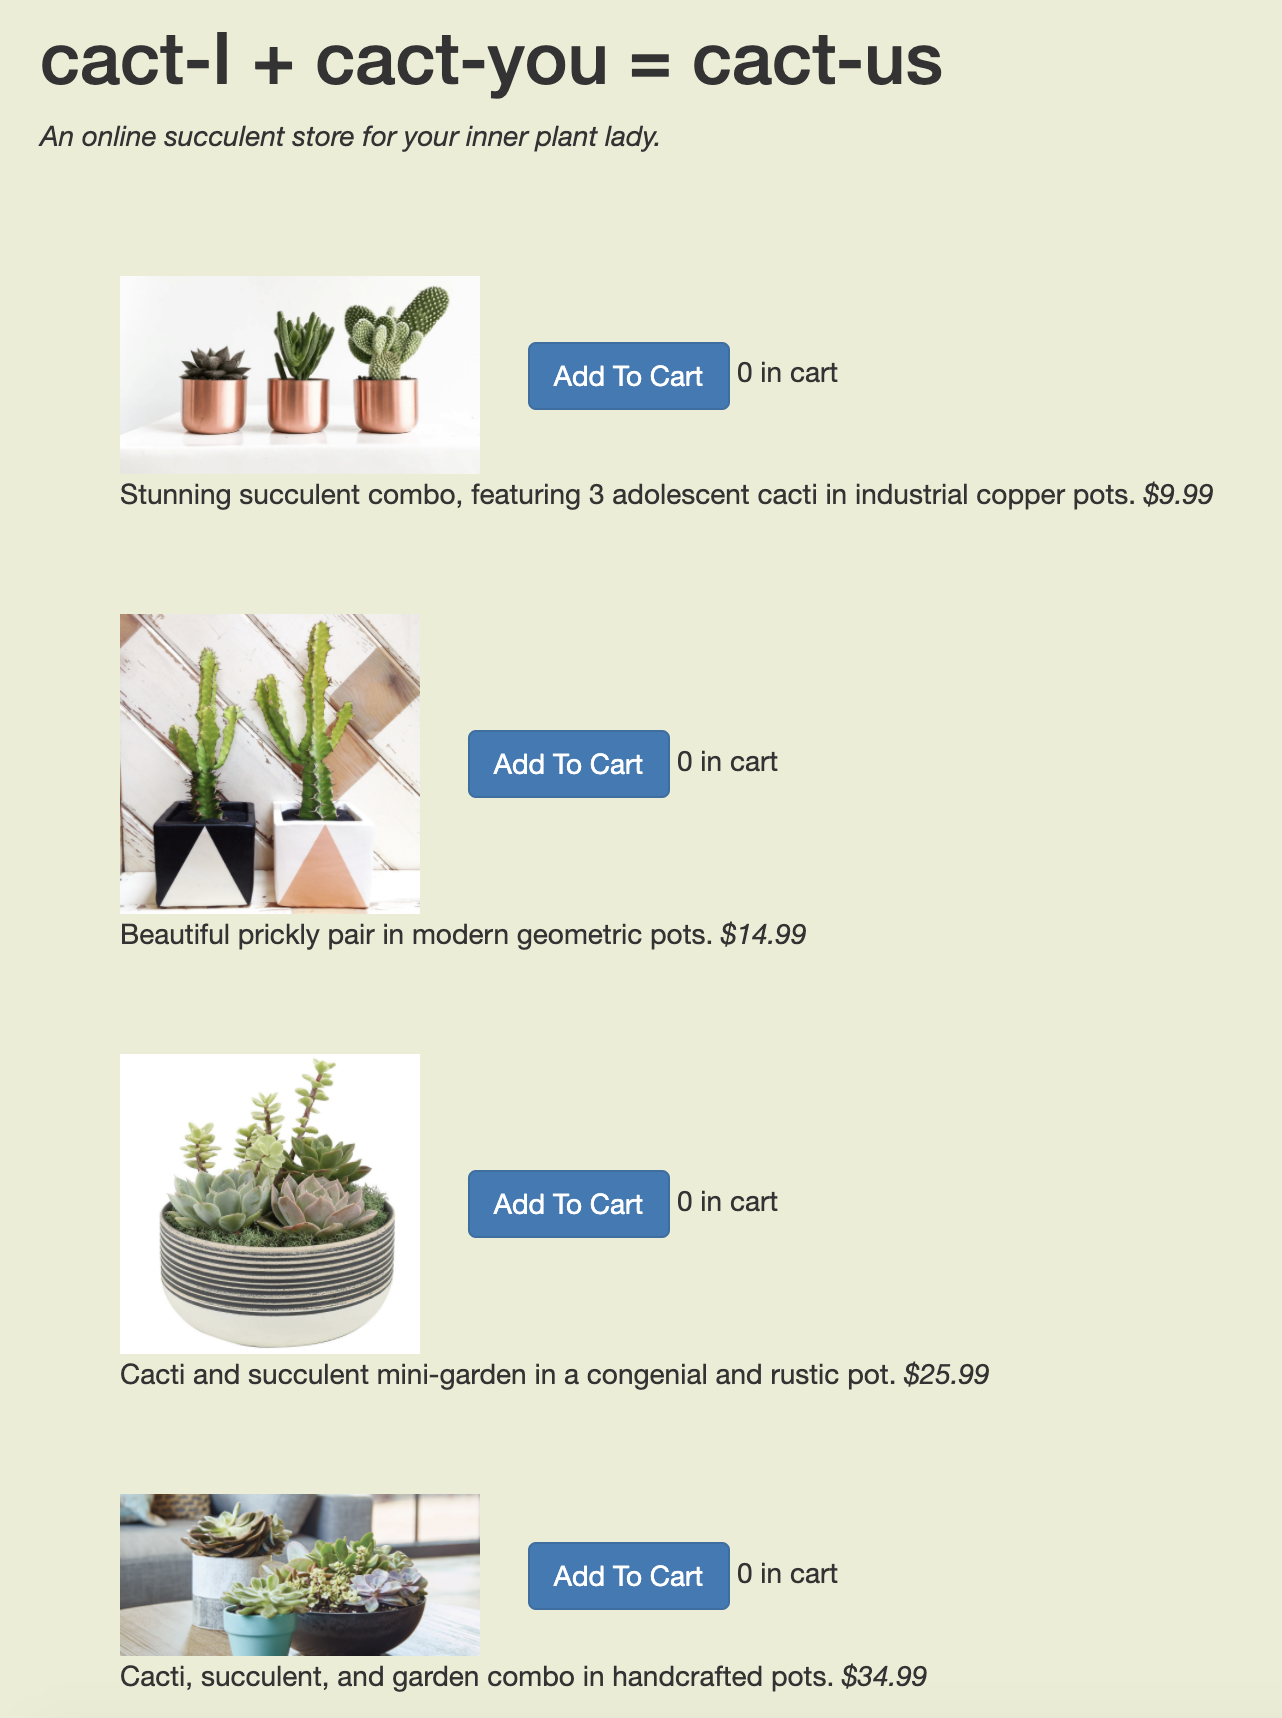 cact-I + cact-you = cact-us
An online succulent store for your inner plant lady.
Add To Cart 0 in cart
Stunning succulent combo, featuring 3 adolescent cacti in industrial copper pots. $9.99
Add To Cart 0 in cart
Beautiful prickly pair in modern geometric pots. $14.99
Add To Cart 0 in cart
Cacti and succulent mini-garden in a congenial and rustic pot. $25.99
Add To Cart 0 in cart
Cacti, succulent, and garden combo in handcrafted pots. $34.99